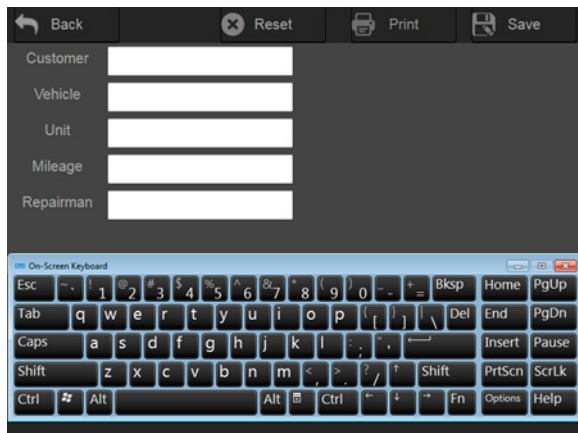 Back Reset Print Save
Customer
Vehicle
Unit
Mileage
Repairman
On-Screen Keyboard
Esc ~ ` ! 1 @ 2 # 3 $ 4 % 5 ^ 6 & 7 * 8 ( 9 ) 0 _ - + = Bksp Home PgUp
Tab q w e r t y u i o p { [ } ] | \ Del End PgDn
Caps a s d f g h j k l : ; " ' Insert Pause
Shift z x c v b n m < , > . ? / ↑ Shift PrtScn ScrLk
Ctrl Alt Alt Ctrl ← ↓ → Fn Options Help